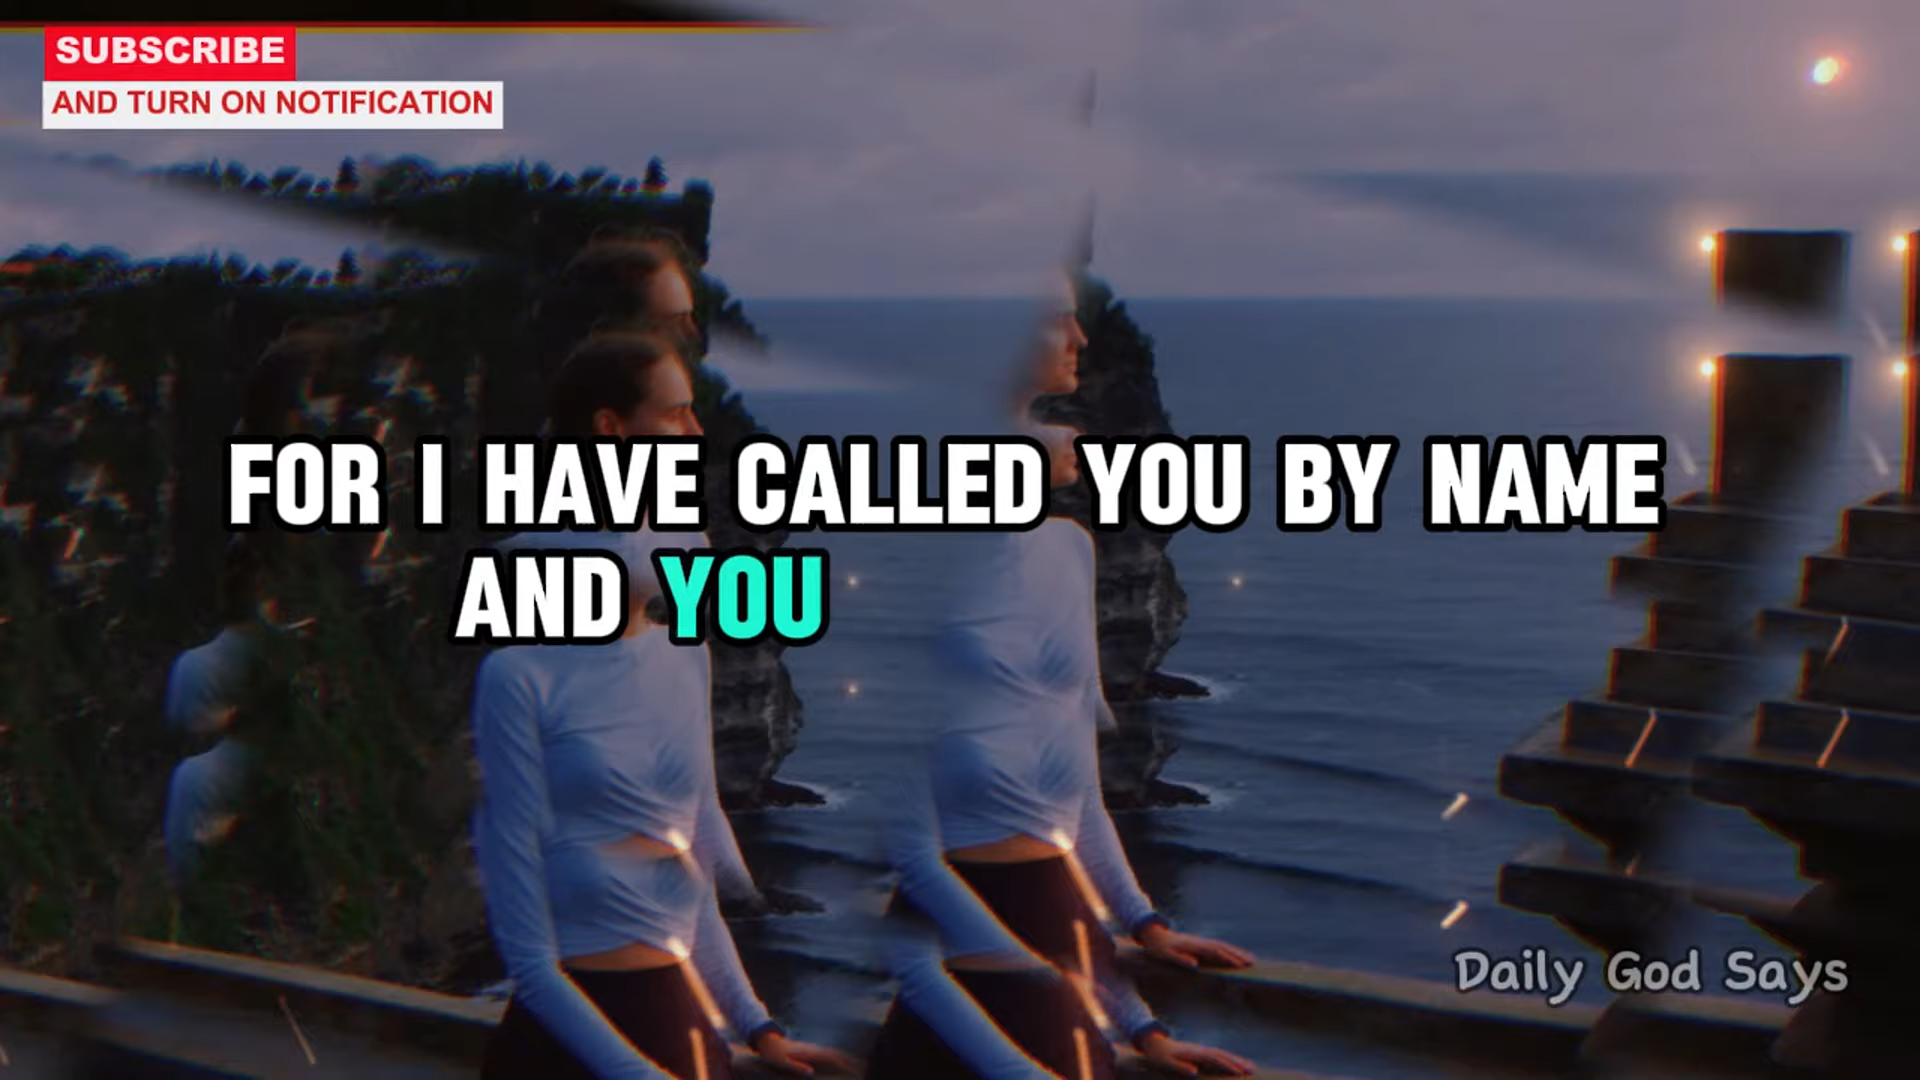 SUBSCRIBE
AND TURN ON NOTIFICATION
FOR I HAVE CALLED YOU BY NAME
AND YOU
Daily God Says